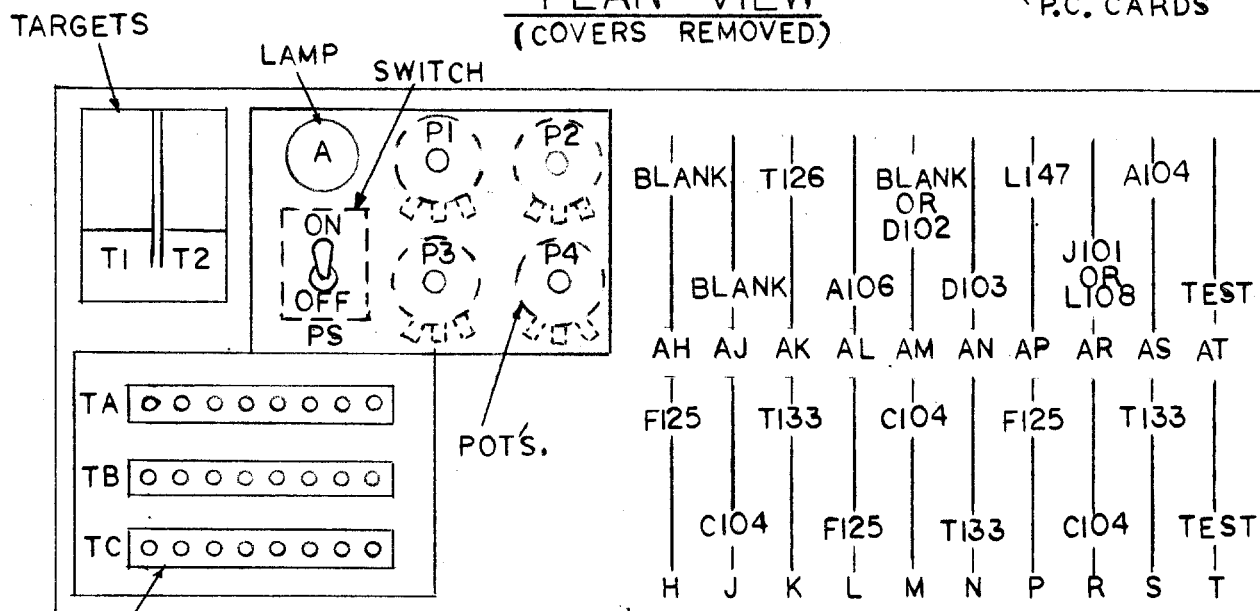 PLAN VIEW
(COVERS REMOVED)
P.C. CARDS
TARGETS
LAMP
SWITCH
A
P1
P2
ON
OFF
PS
P3
P4
T1 T2
POT'S.
TA
TB
TC
BLANK T126 BLANK OR D102 L147 A104
BLANK A106 D103 J101 OR L108 TEST
AH AJ AK AL AM AN AP AR AS AT
F125 T133 C104 F125 T133
C104 F125 T133 C104 TEST
H J K L M N P R S T